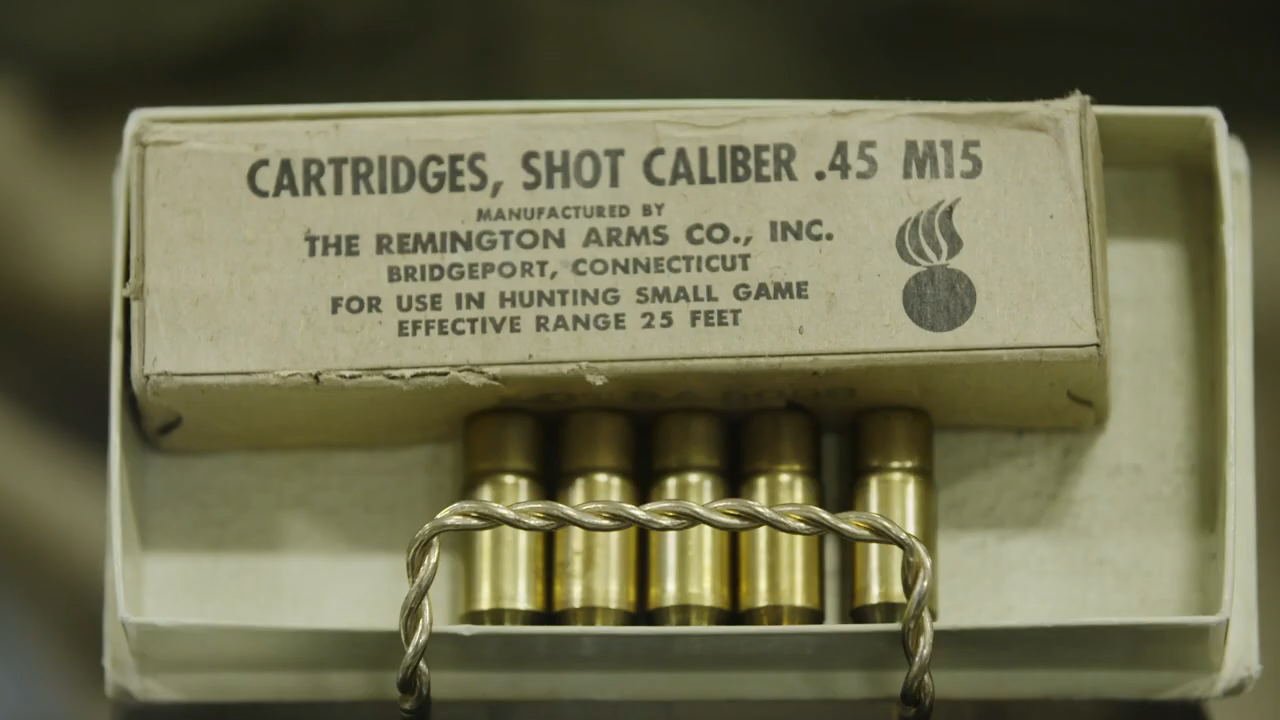 CARTRIDGES, SHOT CALIBER .45 M15
MANUFACTURED BY
THE REMINGTON ARMS CO., INC.
BRIDGEPORT, CONNECTICUT
FOR USE IN HUNTING SMALL GAME
EFFECTIVE RANGE 25 FEET